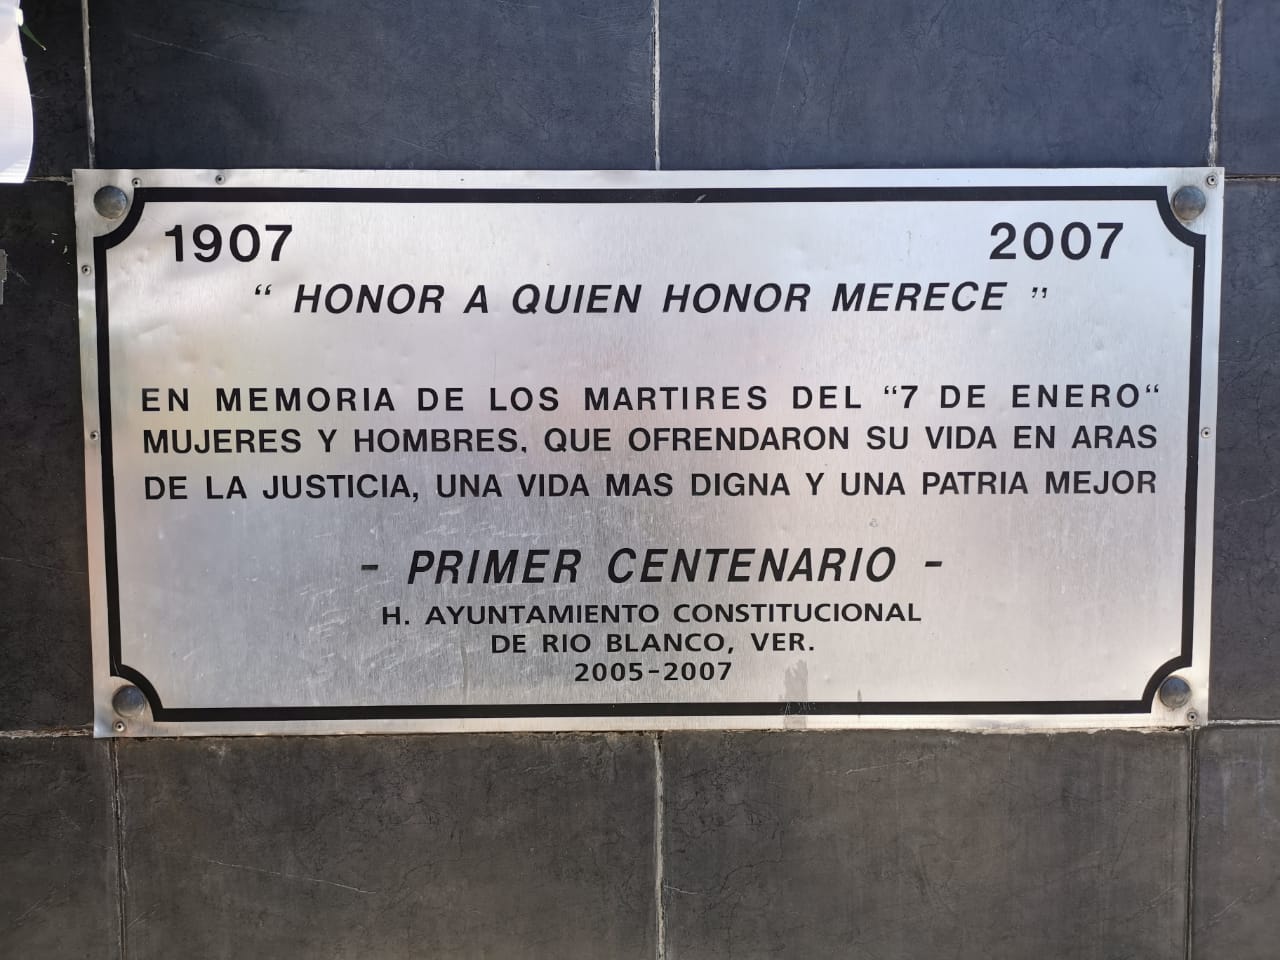 1907 2007
“ HONOR A QUIEN HONOR MERECE ”
EN MEMORIA DE LOS MARTIRES DEL “7 DE ENERO“
MUJERES Y HOMBRES, QUE OFRENDARON SU VIDA EN ARAS
DE LA JUSTICIA, UNA VIDA MAS DIGNA Y UNA PATRIA MEJOR
- PRIMER CENTENARIO -
H. AYUNTAMIENTO CONSTITUCIONAL
DE RIO BLANCO, VER.
2005-2007